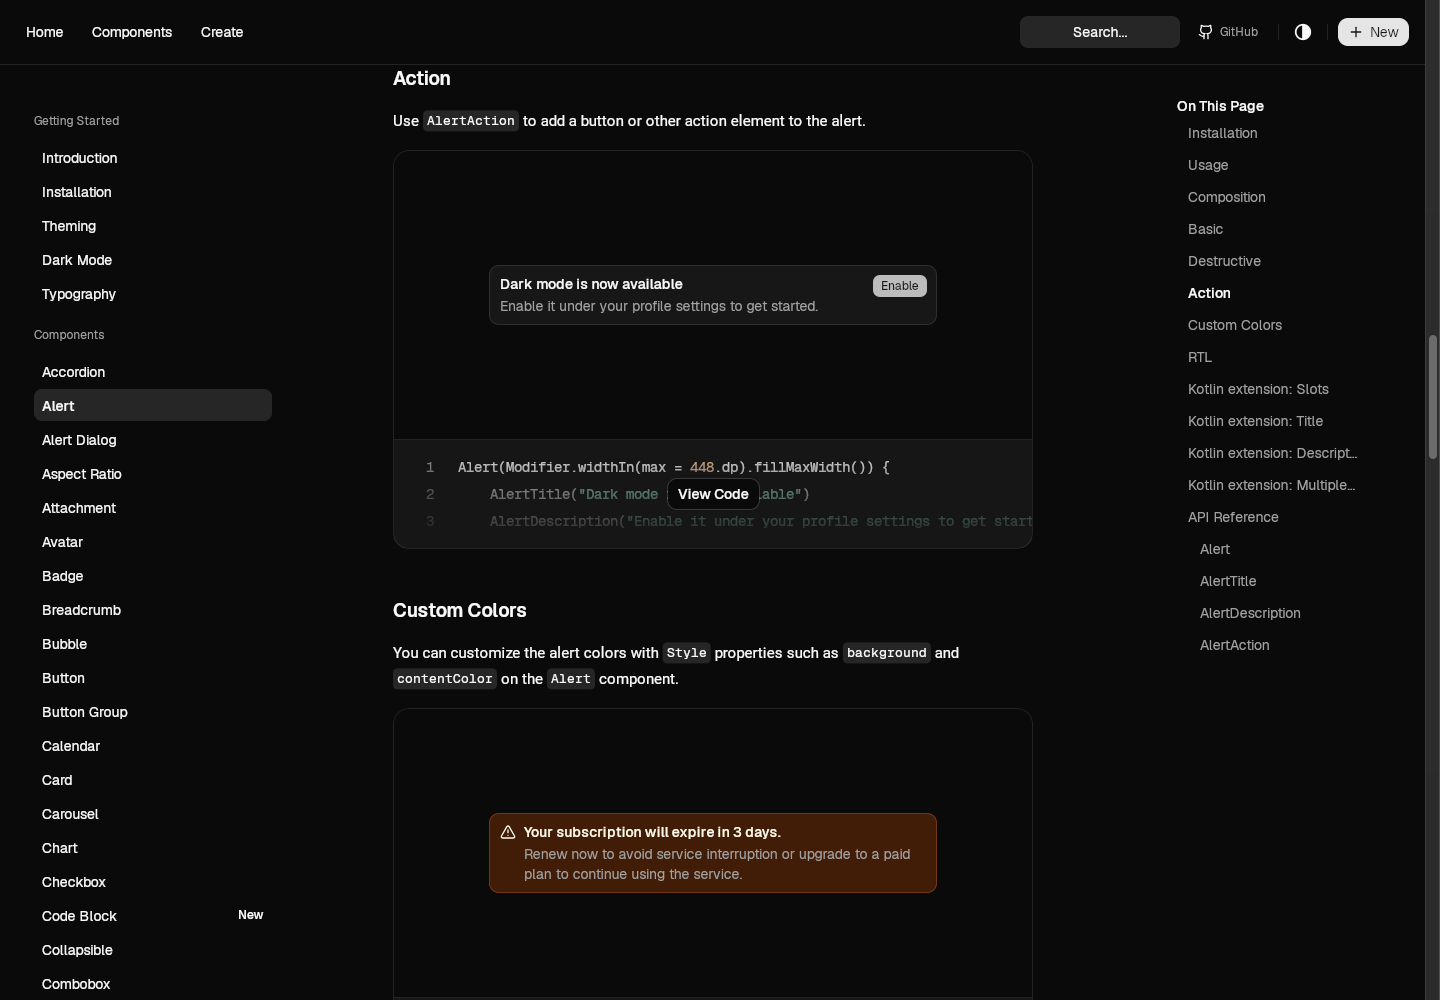 Home
Components
Create
Search...
GitHub
New
Getting Started
Introduction
Installation
Theming
Dark Mode
Typography
Components
Accordion
Alert
Alert Dialog
Aspect Ratio
Attachment
Avatar
Badge
Breadcrumb
Bubble
Button
Button Group
Calendar
Card
Carousel
Chart
Checkbox
Code Block New
Collapsible
Combobox
Action
Use AlertAction to add a button or other action element to the alert.
Dark mode is now available
Enable it under your profile settings to get started.
Enable
1 Alert(Modifier.widthIn(max = 448.dp).fillMaxWidth()) {
2 AlertTitle("Dark mode able")
View Code
3 AlertDescription("Enable it under your profile settings to get start
Custom Colors
You can customize the alert colors with Style properties such as background and
contentColor on the Alert component.
Your subscription will expire in 3 days.
Renew now to avoid service interruption or upgrade to a paid
plan to continue using the service.
On This Page
Installation
Usage
Composition
Basic
Destructive
Action
Custom Colors
RTL
Kotlin extension: Slots
Kotlin extension: Title
Kotlin extension: Descript...
Kotlin extension: Multiple...
API Reference
Alert
AlertTitle
AlertDescription
AlertAction